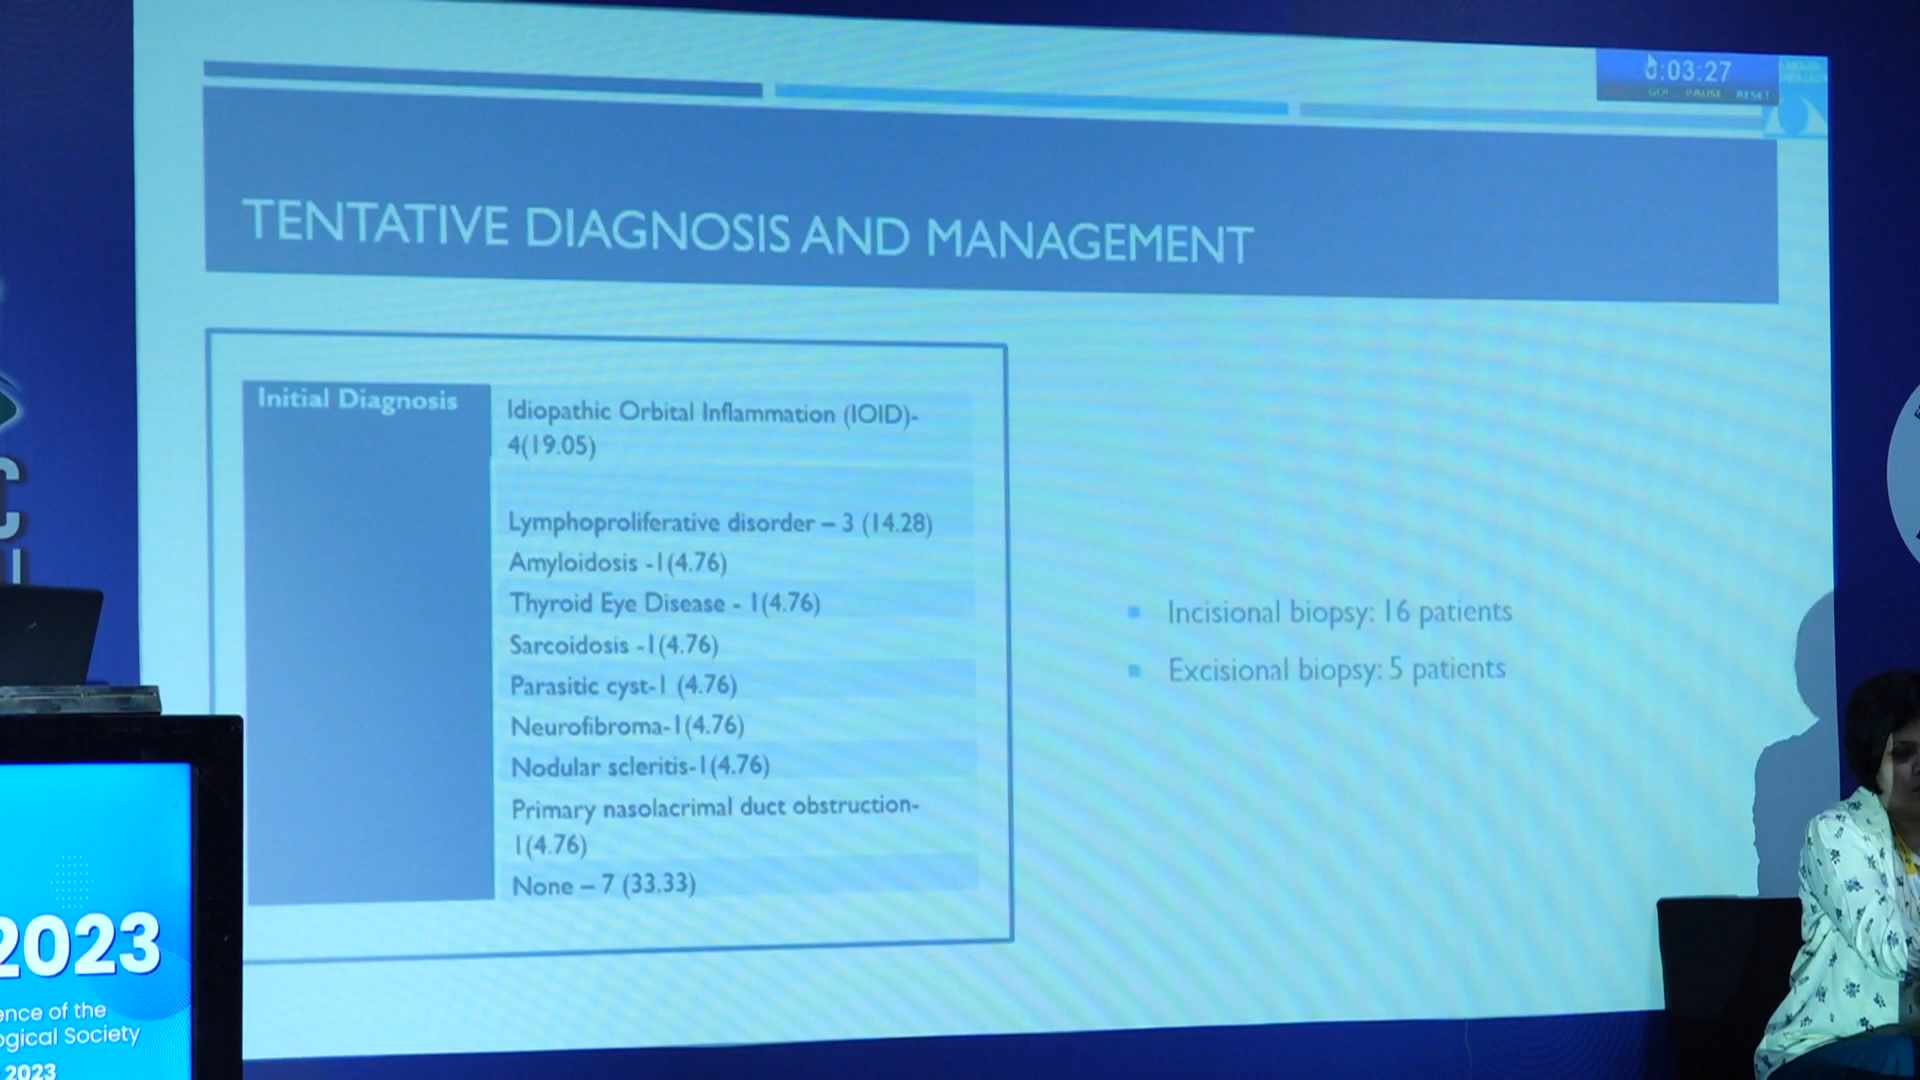 0:03:27
GO! PAUSE RESET
TENTATIVE DIAGNOSIS AND MANAGEMENT
Initial Diagnosis
Idiopathic Orbital Inflammation (IOID)-
4(19.05)
Lymphoproliferative disorder – 3 (14.28)
Amyloidosis -1(4.76)
Thyroid Eye Disease - 1(4.76)
Sarcoidosis -1(4.76)
Parasitic cyst-1 (4.76)
Neurofibroma-1(4.76)
Nodular scleritis-1(4.76)
Primary nasolacrimal duct obstruction-
1(4.76)
None – 7 (33.33)
Incisional biopsy: 16 patients
Excisional biopsy: 5 patients
C
2023
ence of the
ogical Society
2023